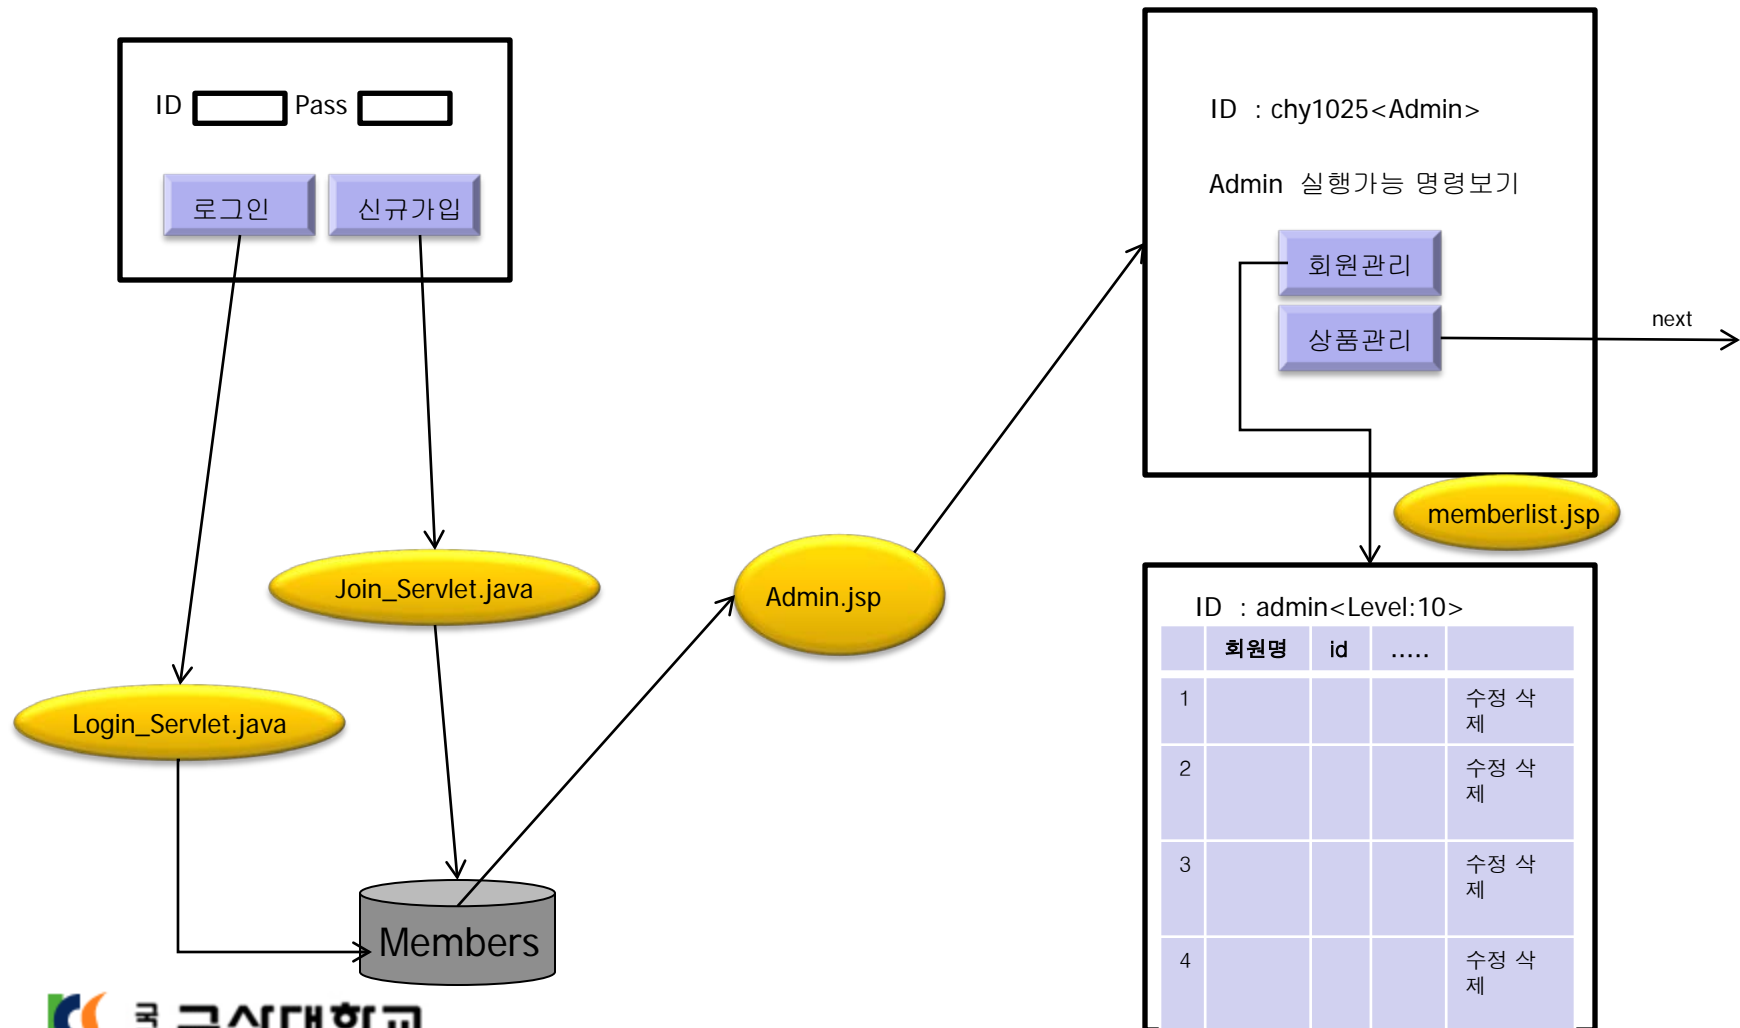 ID Pass
로그인 신규가입
Login_Servlet.java
Join_Servlet.java
Members
Admin.jsp
ID : chy1025<Admin>
Admin 실행가능 명령보기
회원관리
상품관리
next
memberlist.jsp
ID : admin<Level:10>
회원명 id .....
1 수정 삭
제
2 수정 삭
제
3 수정 삭
제
4 수정 삭
제